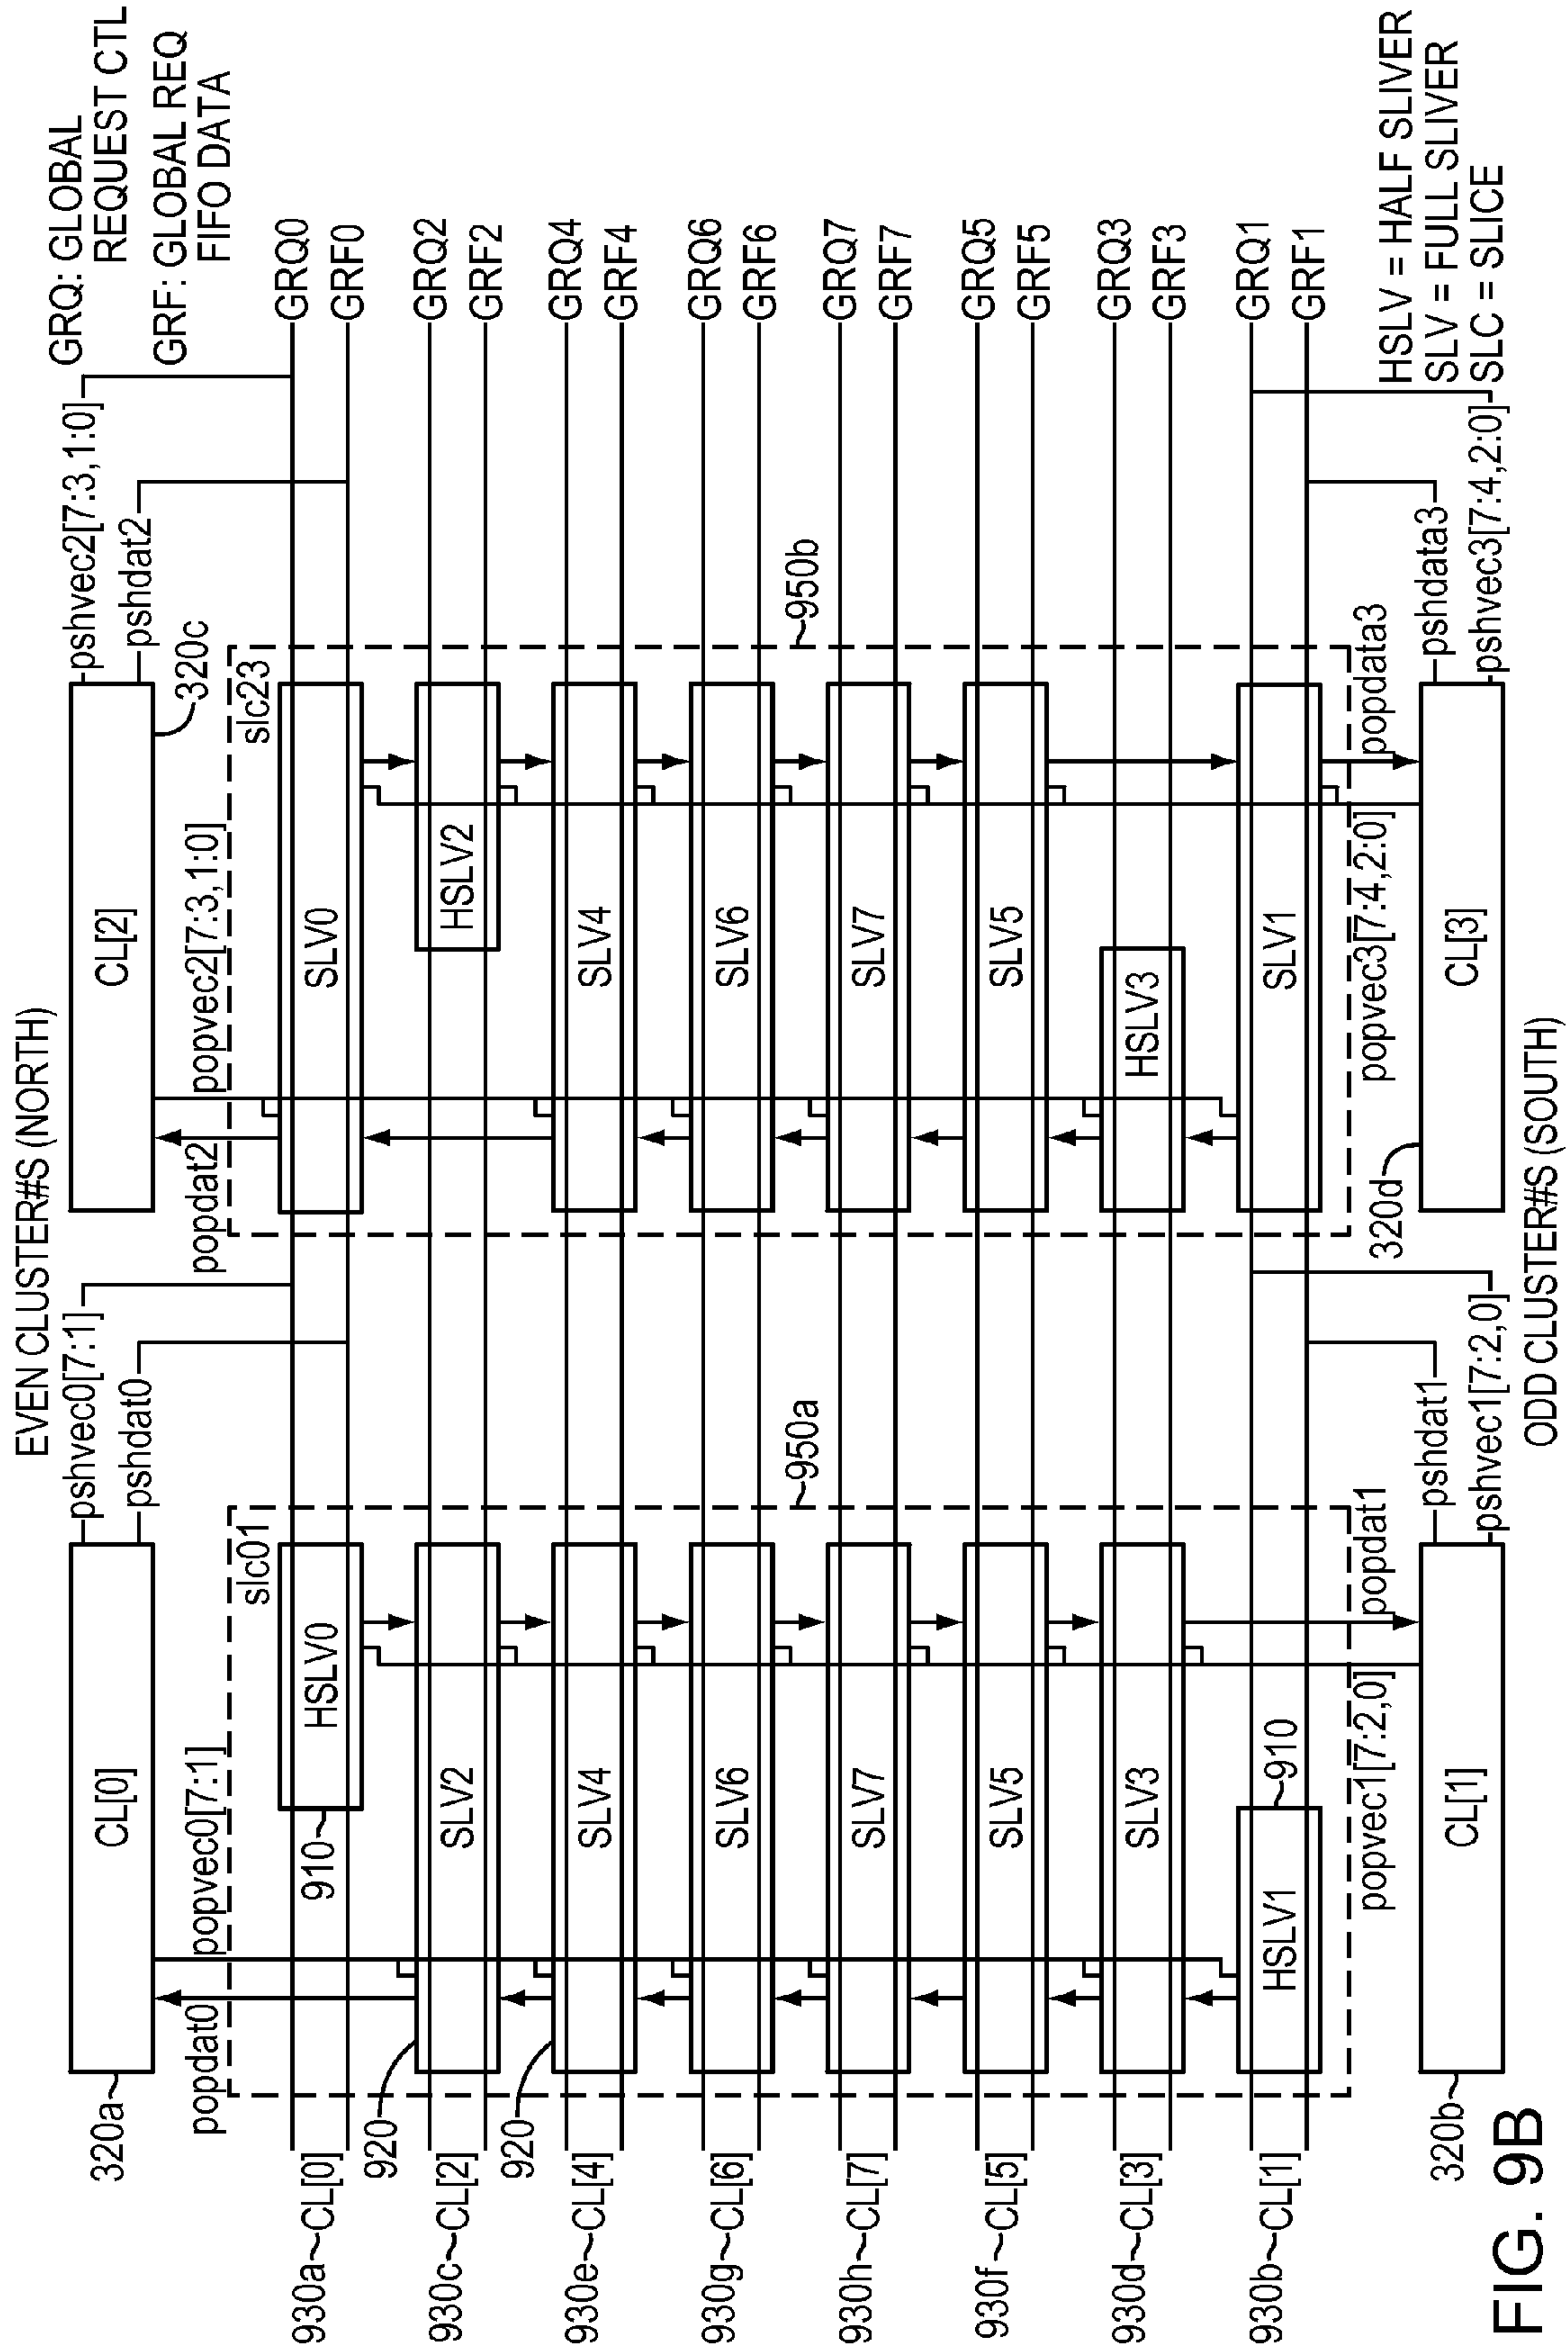 EVEN CLUSTER#S (NORTH)
GRQ: GLOBAL
REQUEST CTL
GRF: GLOBAL REQ
FIFO DATA
320a
CL[0]
pshvec0[7:1]
pshdat0
CL[2]
320c
pshvec2[7:3,1:0]
pshdat2
popdat0
popvec0[7:1]
slc01
popdat2
popvec2[7:3,1:0]
slc23
930a
CL[0]
910
HSLV0
SLV0
GRQ0
GRF0
920
930c
CL[2]
SLV2
HSLV2
GRQ2
GRF2
920
930e
CL[4]
SLV4
SLV4
GRQ4
GRF4
930g
CL[6]
SLV6
SLV6
GRQ6
GRF6
950a
950b
930h
CL[7]
SLV7
SLV7
GRQ7
GRF7
930f
CL[5]
SLV5
SLV5
GRQ5
GRF5
930d
CL[3]
SLV3
HSLV3
GRQ3
GRF3
930b
CL[1]
HSLV1
910
SLV1
GRQ1
GRF1
popvec1[7:2,0]
popdat1
320d
popvec3[7:4,2:0]
popdata3
320b
CL[1]
pshdat1
pshvec1[7:2,0]
CL[3]
pshdata3
pshvec3[7:4,2:0]
HSLV = HALF SLIVER
SLV = FULL SLIVER
SLC = SLICE
ODD CLUSTER#S (SOUTH)
FIG. 9B